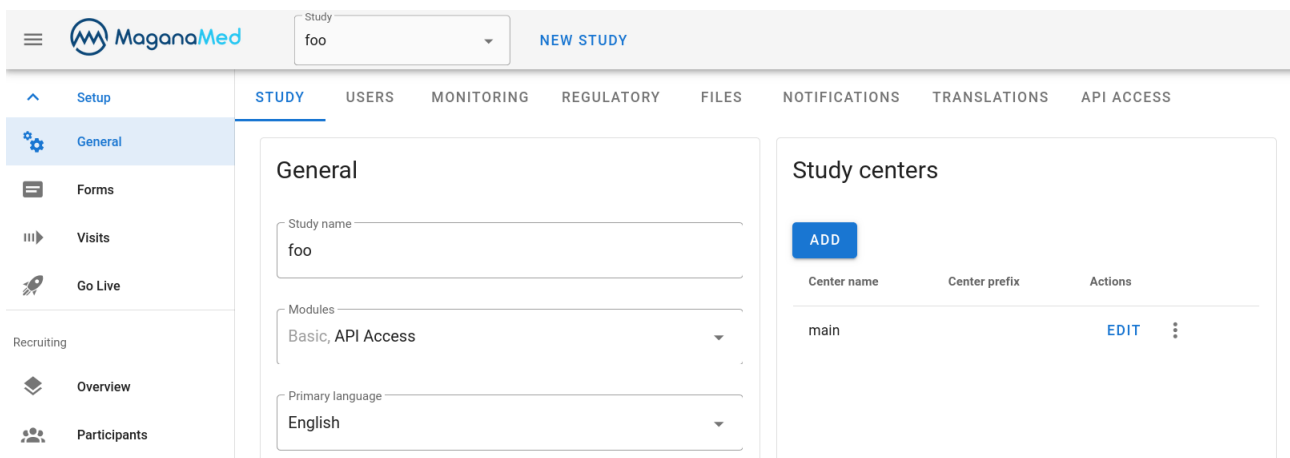 Study
MaganaMed
foo
NEW STUDY
Setup
STUDY USERS MONITORING REGULATORY FILES NOTIFICATIONS TRANSLATIONS API ACCESS
General
Forms
Visits
Go Live
Recruiting
Overview
Participants
General
Study name
foo
Modules
Basic, API Access
Primary language
English
Study centers
ADD
Center name Center prefix Actions
main EDIT